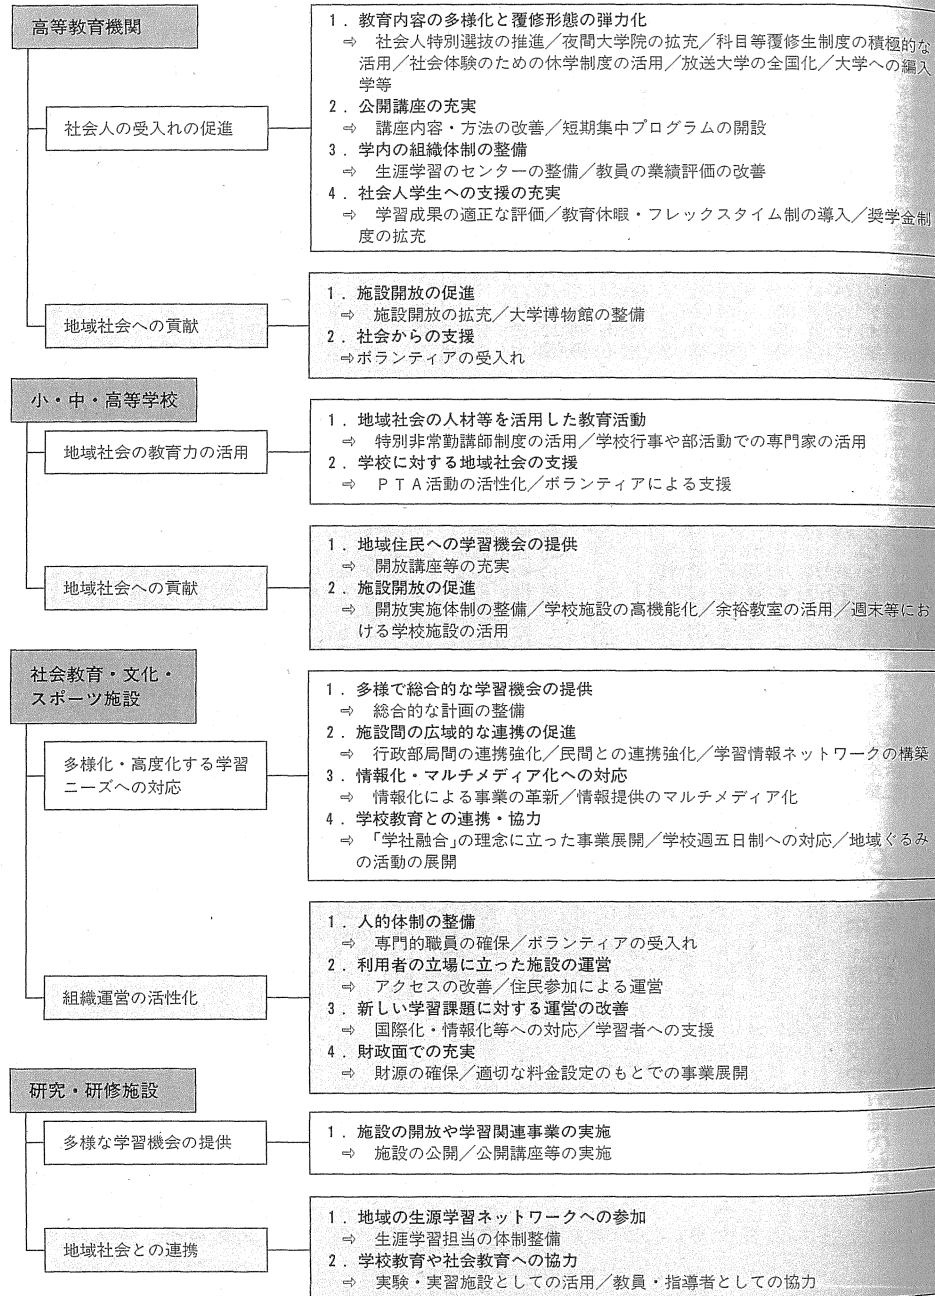 高等教育機関
社会人の受入れの促進
1．教育内容の多様化と覆修形態の弾力化
⇨ 社会人特別選抜の推進／夜間大学院の拡充／科目等覆修生制度の積極的な
活用／社会体験のための休学制度の活用／放送大学の全国化／大学への編入
学等
2．公開講座の充実
⇨ 講座内容・方法の改善／短期集中プログラムの開設
3．学内の組織体制の整備
⇨ 生涯学習のセンターの整備／教員の業績評価の改善
4．社会人学生への支援の充実
⇨ 学習成果の適正な評価／教育休暇・フレックスタイム制の導入／奨学金制
度の拡充
地域社会への貢献
1．施設開放の促進
⇨ 施設開放の拡充／大学博物館の整備
2．社会からの支援
⇨ボランティアの受入れ
小・中・高等学校
地域社会の教育力の活用
1．地域社会の人材等を活用した教育活動
⇨ 特別非常勤講師制度の活用／学校行事や部活動での専門家の活用
2．学校に対する地域社会の支援
⇨ ＰＴＡ活動の活性化／ボランティアによる支援
地域社会への貢献
1．地域住民への学習機会の提供
⇨ 開放講座等の充実
2．施設開放の促進
⇨ 開放実施体制の整備／学校施設の高機能化／余裕教室の活用／週末等にお
ける学校施設の活用
社会教育・文化・
スポーツ施設
多様化・高度化する学習
ニーズへの対応
1．多様で総合的な学習機会の提供
⇨ 総合的な計画の整備
2．施設間の広域的な連携の促進
⇨ 行政部局間の連携強化／民間との連携強化／学習情報ネットワークの構築
3．情報化・マルチメディア化への対応
⇨ 情報化による事業の革新／情報提供のマルチメディア化
4．学校教育との連携・協力
⇨ 「学社融合」の理念に立った事業展開／学校週五日制への対応／地域ぐるみ
の活動の展開
組織運営の活性化
1．人的体制の整備
⇨ 専門的職員の確保／ボランティアの受入れ
2．利用者の立場に立った施設の運営
⇨ アクセスの改善／住民参加による運営
3．新しい学習課題に対する運営の改善
⇨ 国際化・情報化等への対応／学習者への支援
4．財政面での充実
⇨ 財源の確保／適切な料金設定のもとでの事業展開
研究・研修施設
多様な学習機会の提供
1．施設の開放や学習関連事業の実施
⇨ 施設の公開／公開講座等の実施
地域社会との連携
1．地域の生源学習ネットワークへの参加
⇨ 生涯学習担当の体制整備
2．学校教育や社会教育への協力
⇨ 実験・実習施設としての活用／教員・指導者としての協力